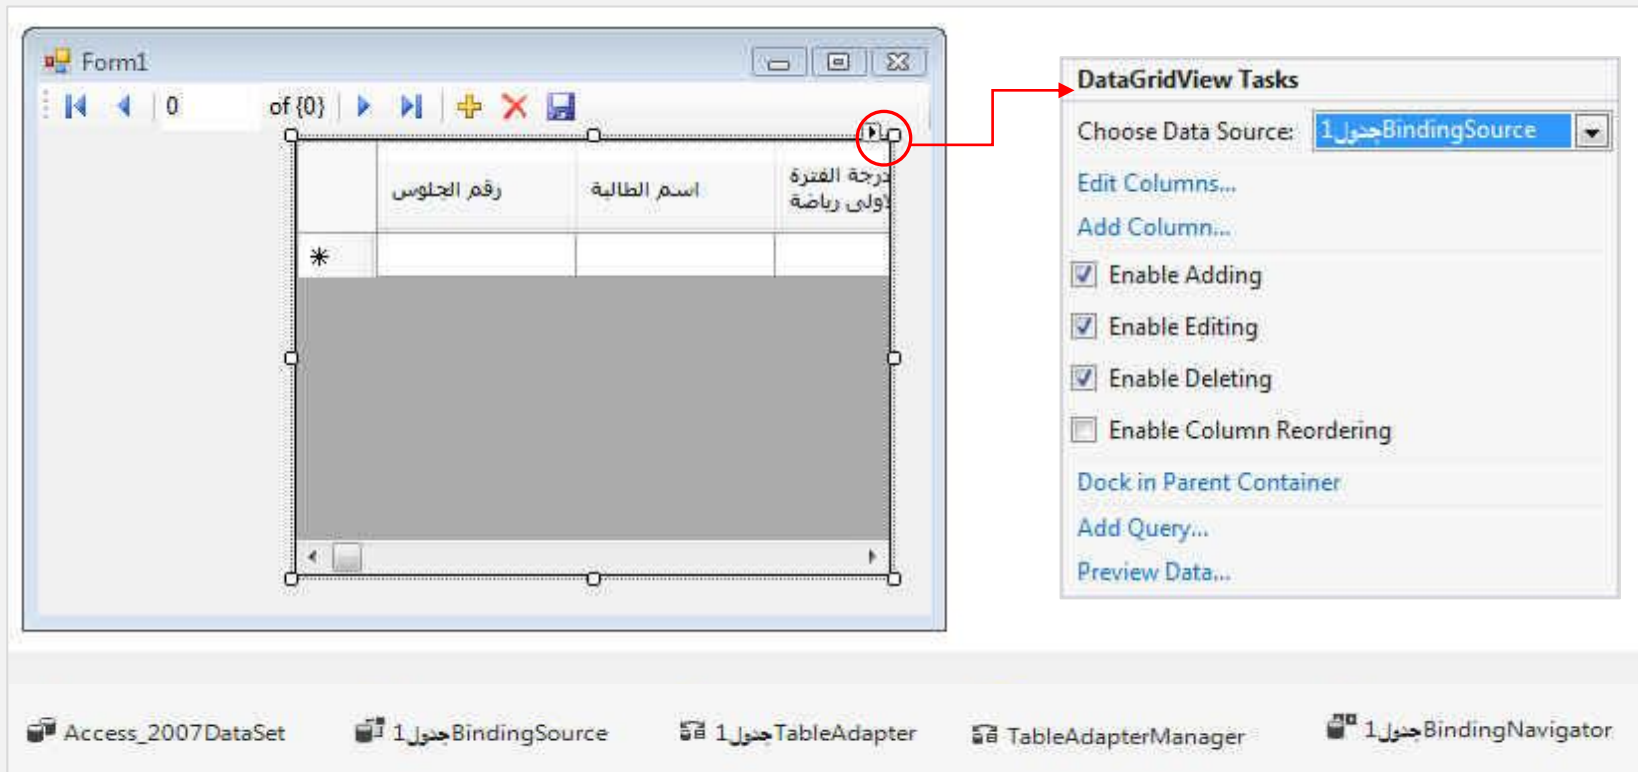 Form1
0 of {0}
رقم الجلوس
اسم الطالبة
درجة الفترة
لاولى رياضة
DataGridView Tasks
Choose Data Source: جدول1BindingSource
Edit Columns...
Add Column...
Enable Adding
Enable Editing
Enable Deleting
Enable Column Reordering
Dock in Parent Container
Add Query...
Preview Data...
Access_2007DataSet
جدول1BindingSource
جدول1TableAdapter
TableAdapterManager
جدول1BindingNavigator